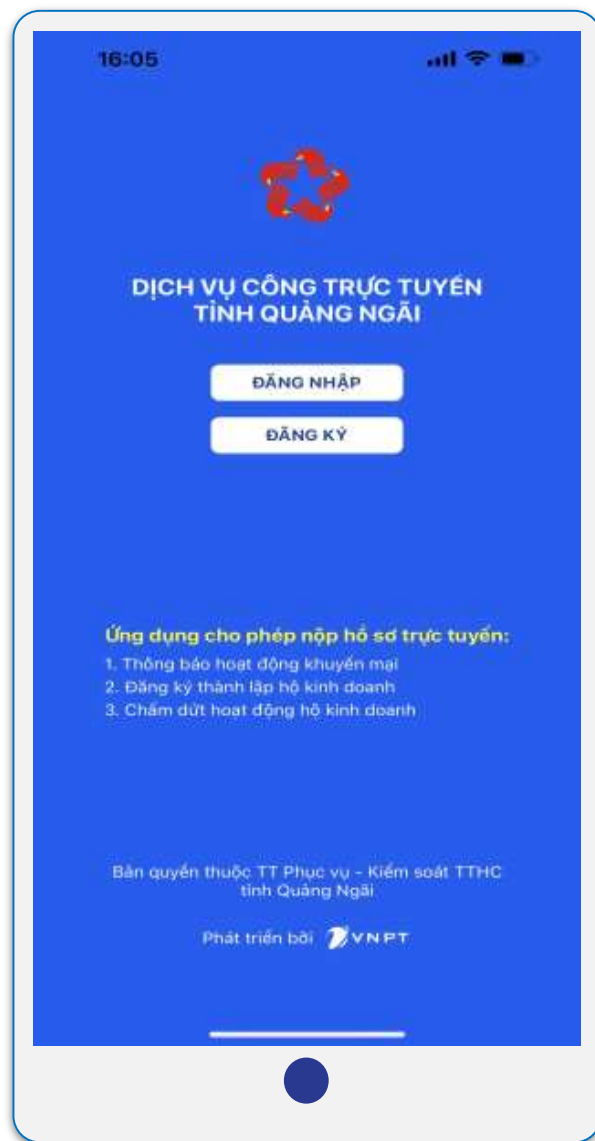 16:05
DỊCH VỤ CÔNG TRỰC TUYẾN
TỈNH QUẢNG NGÃI
ĐĂNG NHẬP
ĐĂNG KÝ
Ứng dụng cho phép nộp hồ sơ trực tuyến:
1. Thông báo hoạt động khuyến mại
2. Đăng ký thành lập hộ kinh doanh
3. Chấm dứt hoạt động hộ kinh doanh
Bản quyền thuộc TT Phục vụ - Kiểm soát TTHC
tỉnh Quảng Ngãi
Phát triển bởi VNPT